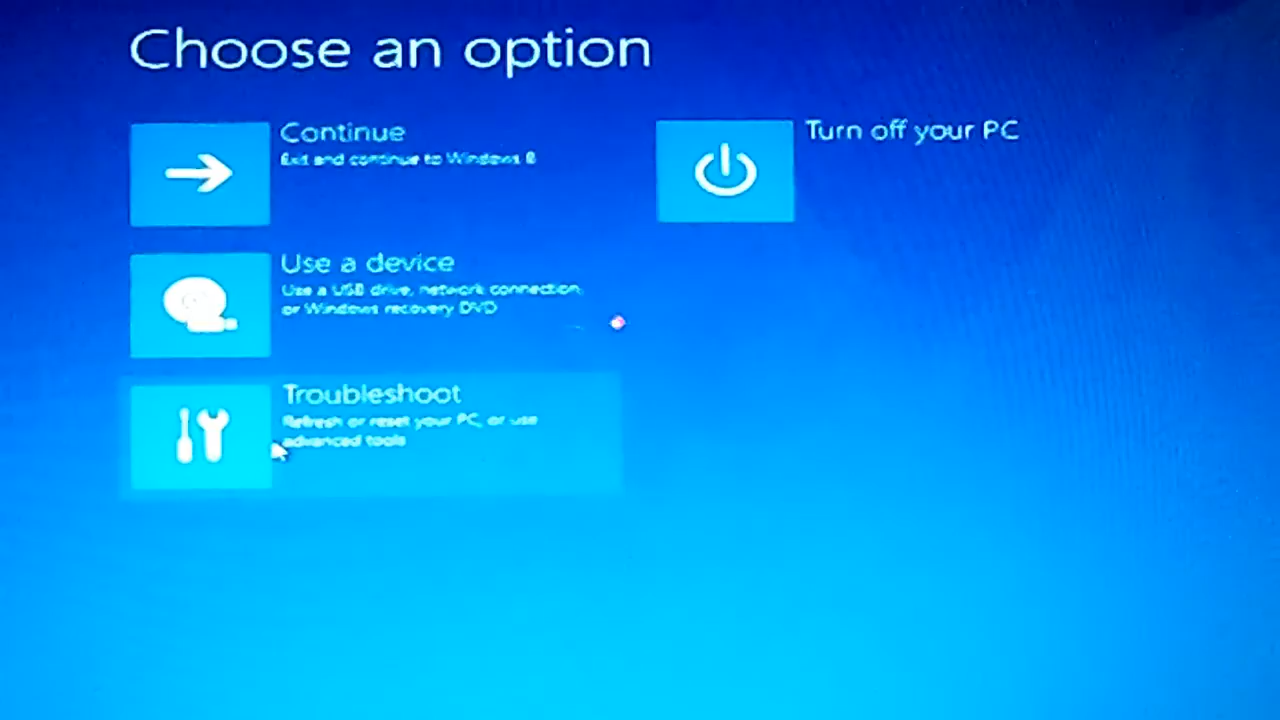 Choose an option
Continue
Exit and continue to Windows 8
Turn off your PC
Use a device
Use a USB drive, network connection,
or Windows recovery DVD
Troubleshoot
Refresh or reset your PC, or use
advanced tools